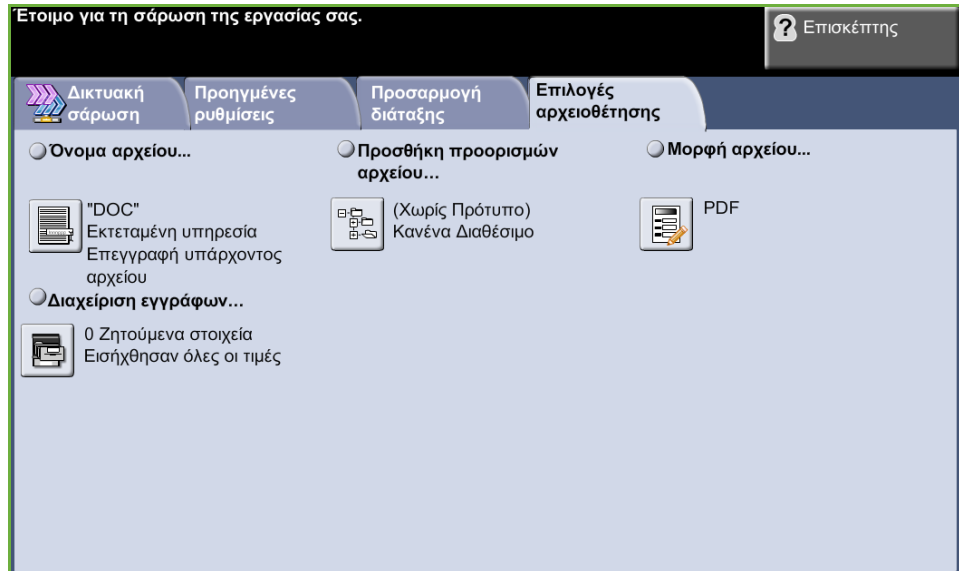 Έτοιμο για τη σάρωση της εργασίας σας.
Επισκέπτης
Δικτυακή
σάρωση
Προηγμένες
ρυθμίσεις
Προσαρμογή
διάταξης
Επιλογές
αρχειοθέτησης
Όνομα αρχείου...
"DOC"
Εκτεταμένη υπηρεσία
Επεγγραφή υπάρχοντος
αρχείου
Προσθήκη προορισμών
αρχείου...
(Χωρίς Πρότυπο)
Κανένα Διαθέσιμο
Μορφή αρχείου...
PDF
Διαχείριση εγγράφων...
0 Ζητούμενα στοιχεία
Εισήχθησαν όλες οι τιμές